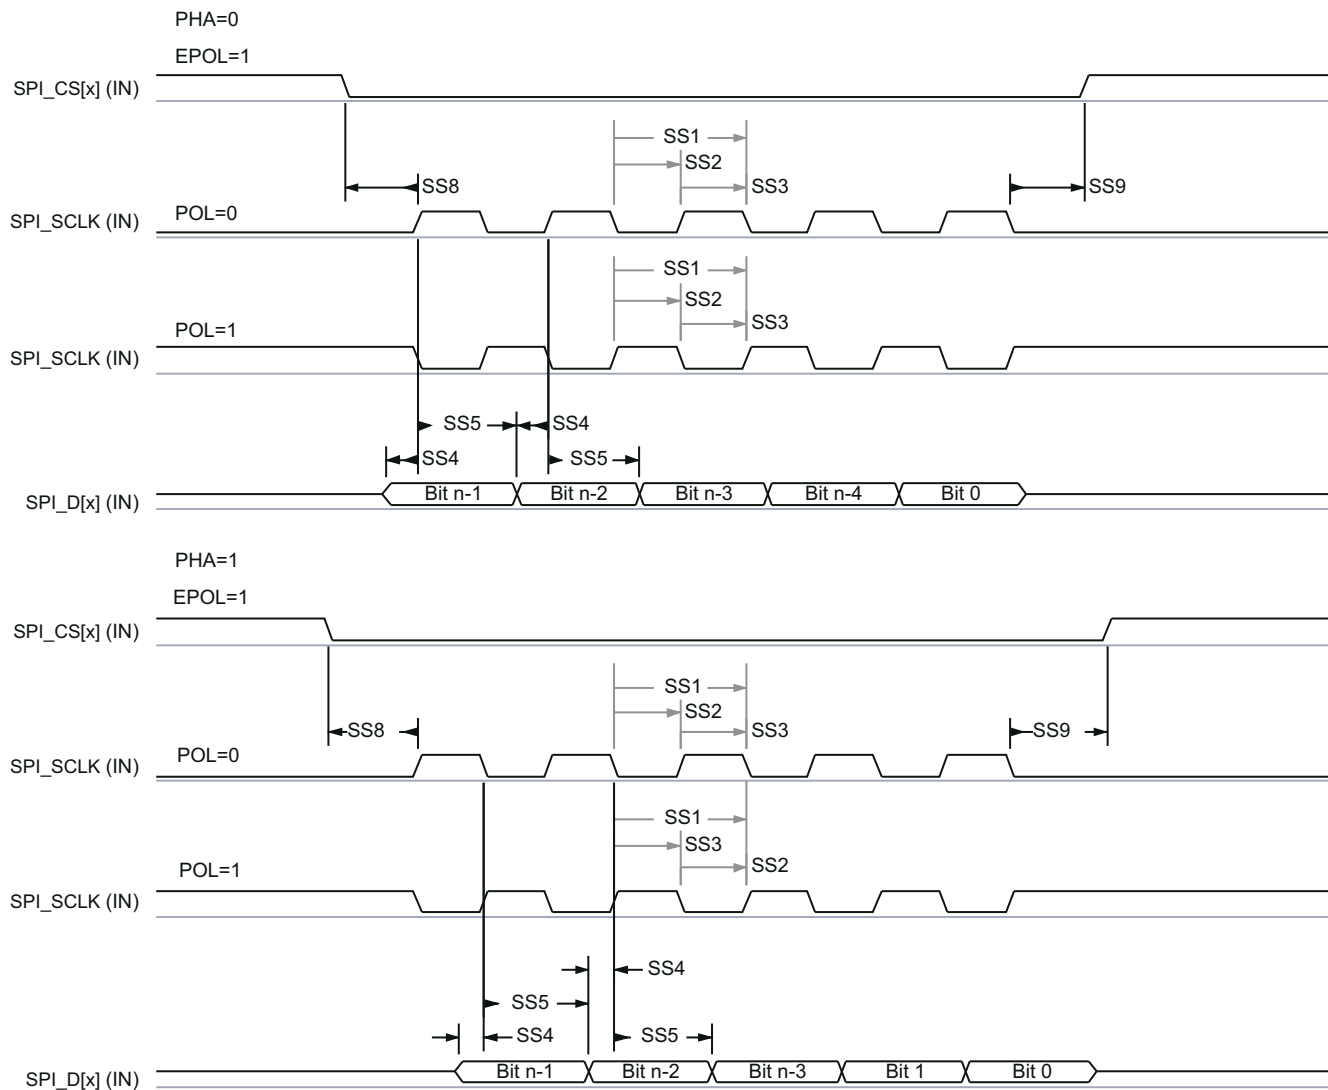 PHA=0
EPOL=1
SPI_CS[x] (IN)
SS1
SS2
SS8
SS3
SS9
POL=0
SPI_SCLK (IN)
SS1
SS2
SS3
POL=1
SPI_SCLK (IN)
SS5
SS4
SS4
SS5
SPI_D[x] (IN)
Bit n-1
Bit n-2
Bit n-3
Bit n-4
Bit 0
PHA=1
EPOL=1
SPI_CS[x] (IN)
SS1
SS2
SS8
SS3
SS9
POL=0
SPI_SCLK (IN)
SS1
SS3
SS2
POL=1
SPI_SCLK (IN)
SS4
SS5
SS4
SS5
SPI_D[x] (IN)
Bit n-1
Bit n-2
Bit n-3
Bit 1
Bit 0